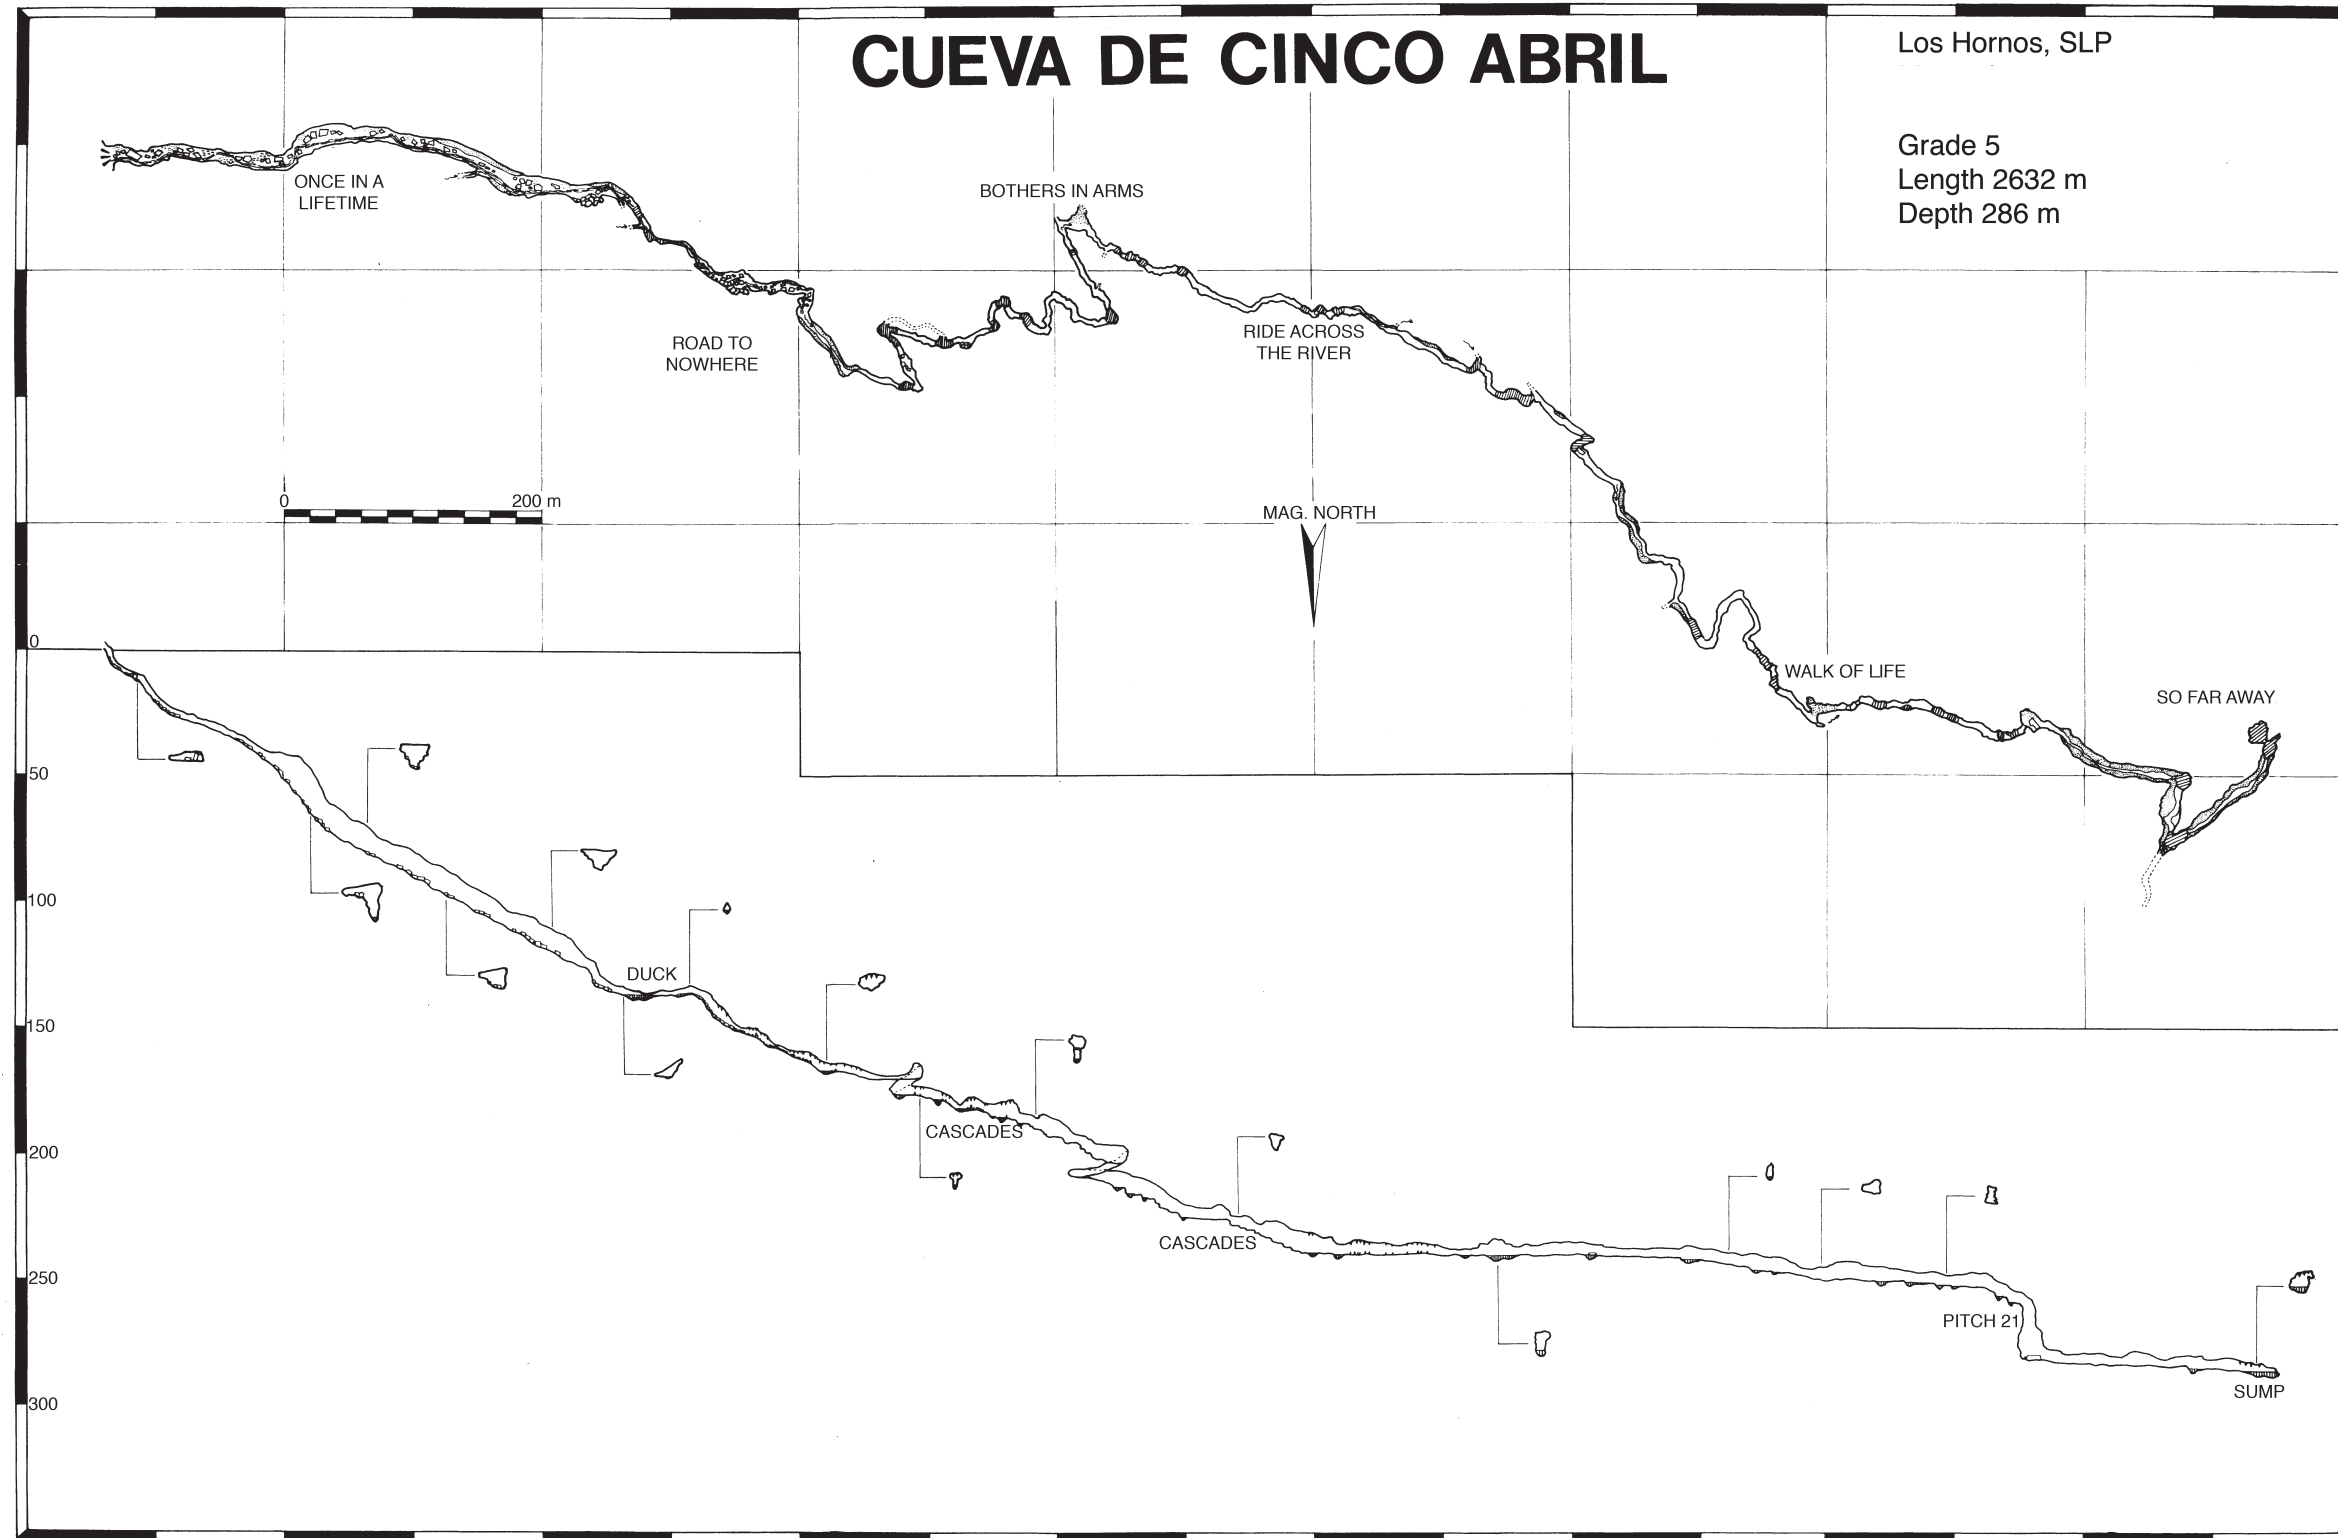 CUEVA DE CINCO ABRIL
Los Hornos, SLP
Grade 5
Length 2632 m
Depth 286 m
ONCE IN A
LIFETIME
BOTHERS IN ARMS
ROAD TO
NOWHERE
RIDE ACROSS
THE RIVER
0
200 m
MAG. NORTH
WALK OF LIFE
SO FAR AWAY
0
50
100
150
200
250
300
DUCK
CASCADES
CASCADES
PITCH 21
SUMP